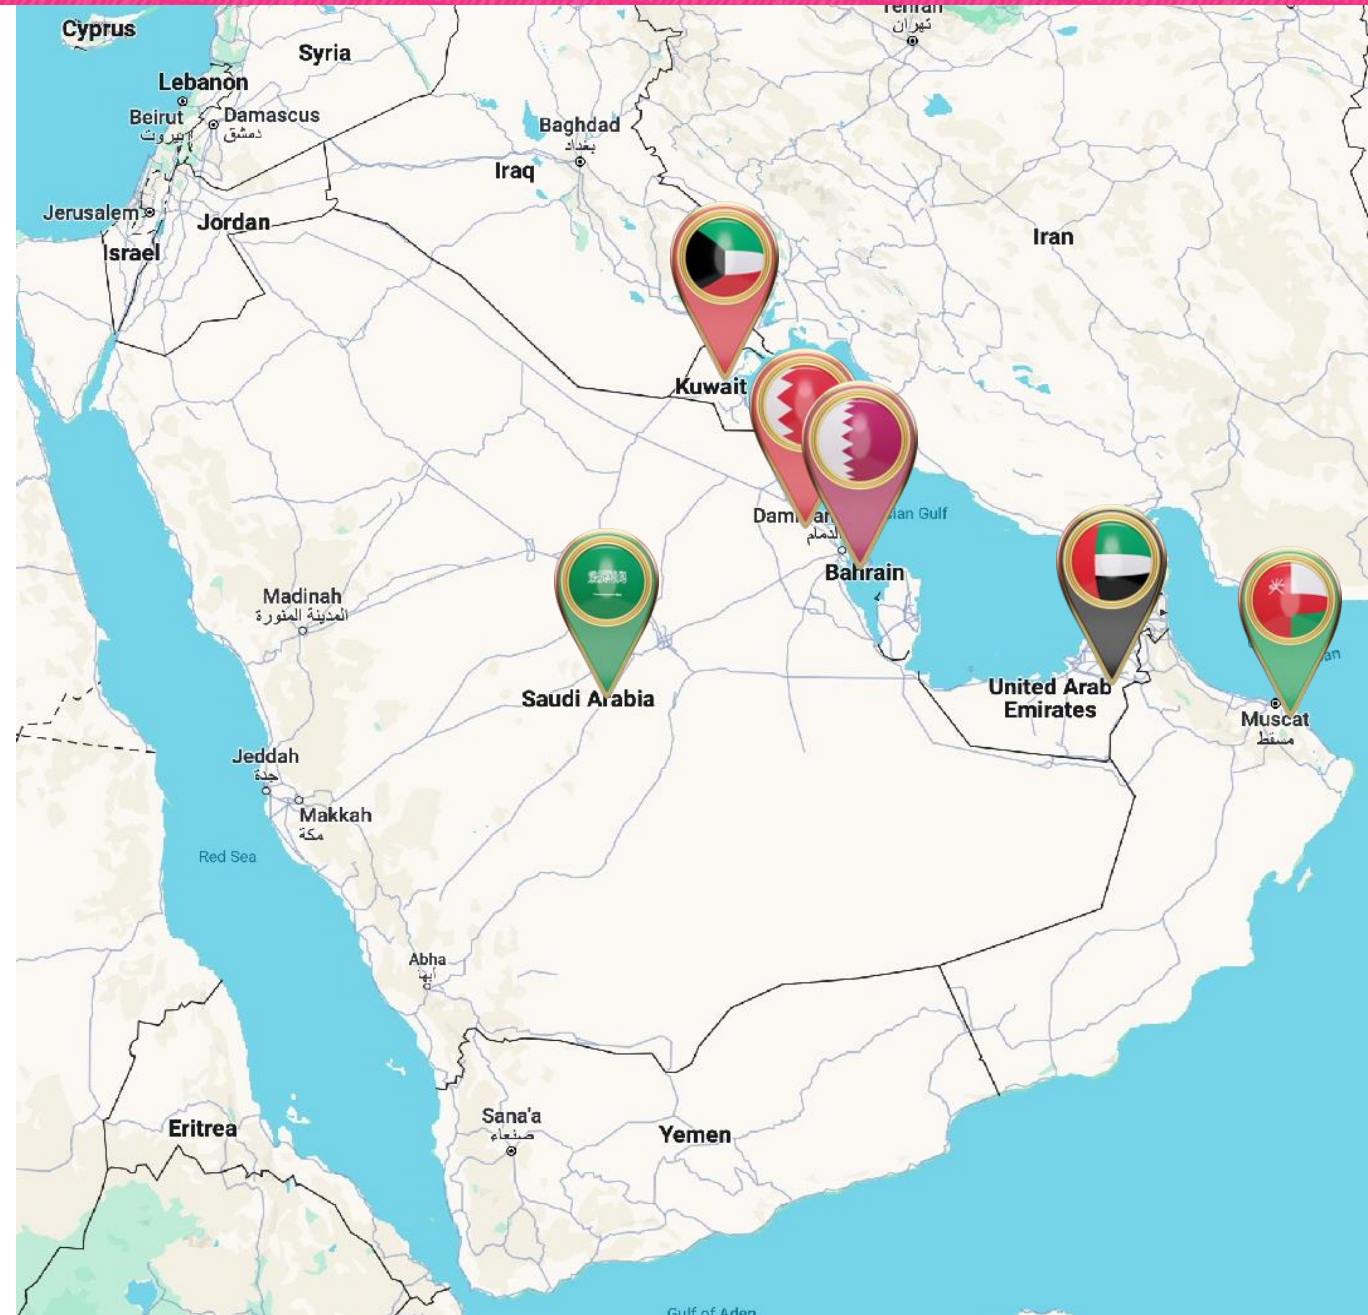 Tehran
تهران
Cyprus
Syria
Lebanon
Beirut
بيروت
Damascus
دمشق
Baghdad
بغداد
Iraq
Jerusalem
Jordan
Israel
Iran
Kuwait
Dammam
الدمام
Bahrain
Madinah
المدينة المنورة
Saudi Arabia
United Arab
Emirates
Muscat
مسقط
Jeddah
جدة
Makkah
مكة
Red Sea
Abha
أبها
Sana'a
صنعاء
Eritrea
Yemen
Gulf of Aden